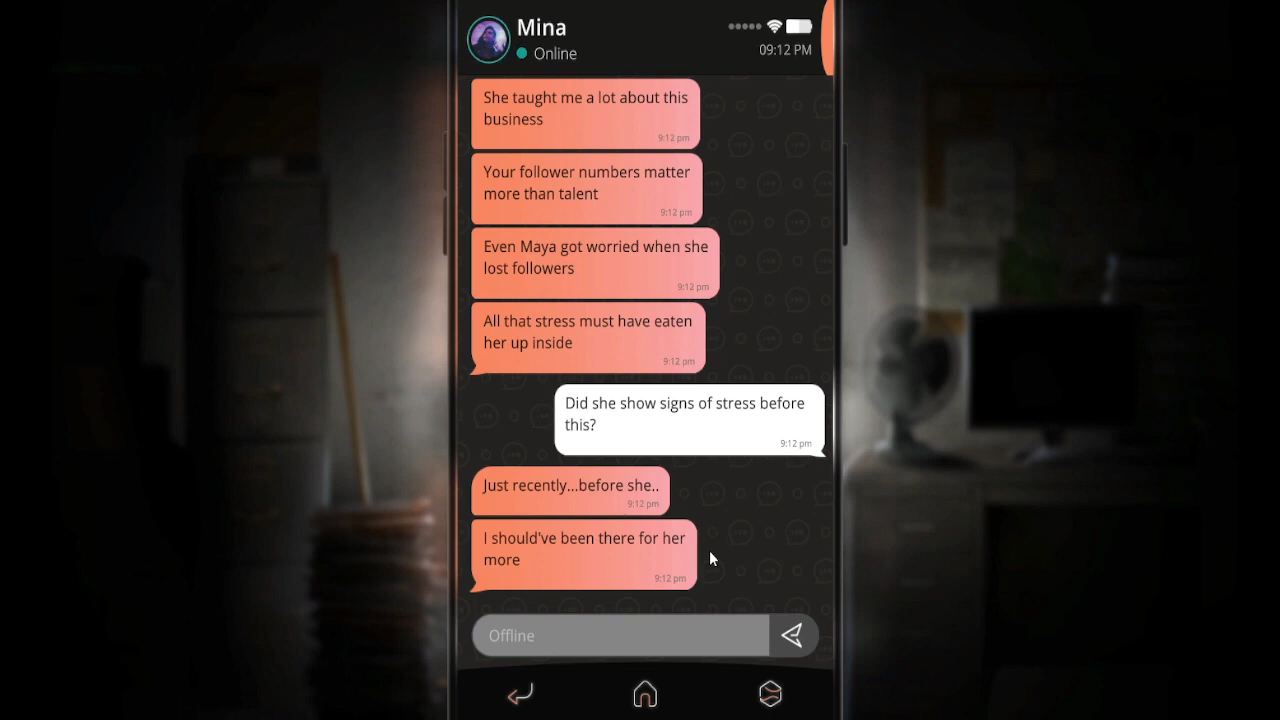 Mina
Online
09:12 PM
She taught me a lot about this
business
9:12 pm
Your follower numbers matter
more than talent
9:12 pm
Even Maya got worried when she
lost followers
9:12 pm
All that stress must have eaten
her up inside
9:12 pm
Did she show signs of stress before
this?
9:12 pm
Just recently...before she..
9:12 pm
I should've been there for her
more
9:12 pm
Offline